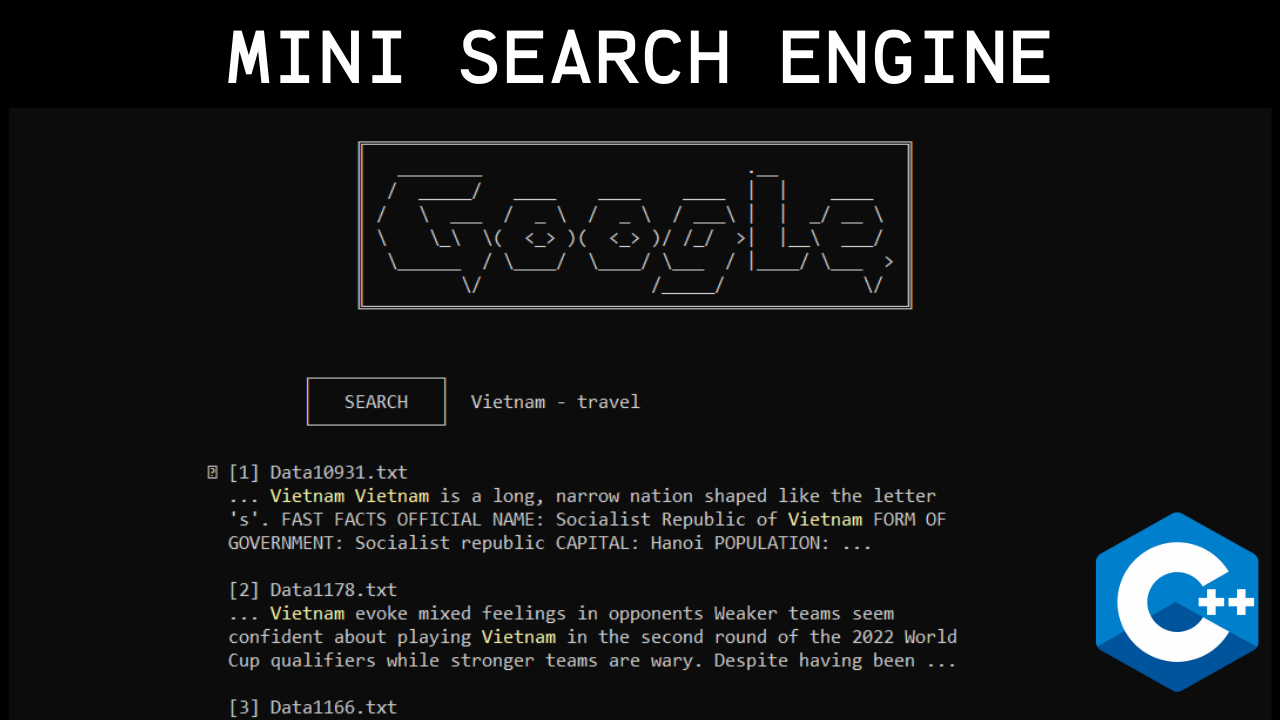 MINI SEARCH ENGINE
Google
SEARCH Vietnam - travel
[1] Data10931.txt
... Vietnam Vietnam is a long, narrow nation shaped like the letter
's'. FAST FACTS OFFICIAL NAME: Socialist Republic of Vietnam FORM OF
GOVERNMENT: Socialist republic CAPITAL: Hanoi POPULATION: ...
[2] Data1178.txt
... Vietnam evoke mixed feelings in opponents Weaker teams seem
confident about playing Vietnam in the second round of the 2022 World
Cup qualifiers while stronger teams are wary. Despite having been ...
[3] Data1166.txt
C++